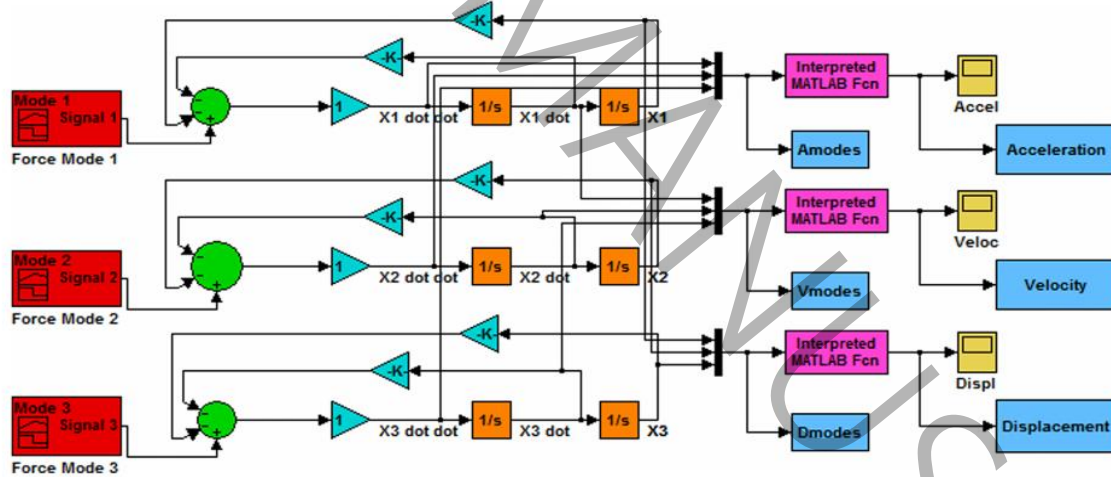 -K-
-K-
Mode 1
Signal 1
Force Mode 1
1
X1 dot dot
1/s
X1 dot
1/s
X1
Interpreted
MATLAB Fcn
Accel
Amodes
Acceleration
-K-
-K-
Mode 2
Signal 2
Force Mode 2
1
X2 dot dot
1/s
X2 dot
1/s
X2
Interpreted
MATLAB Fcn
Veloc
Vmodes
Velocity
-K-
-K-
Mode 3
Signal 3
Force Mode 3
1
X3 dot dot
1/s
X3 dot
1/s
X3
Interpreted
MATLAB Fcn
Displ
Dmodes
Displacement
MANUSC